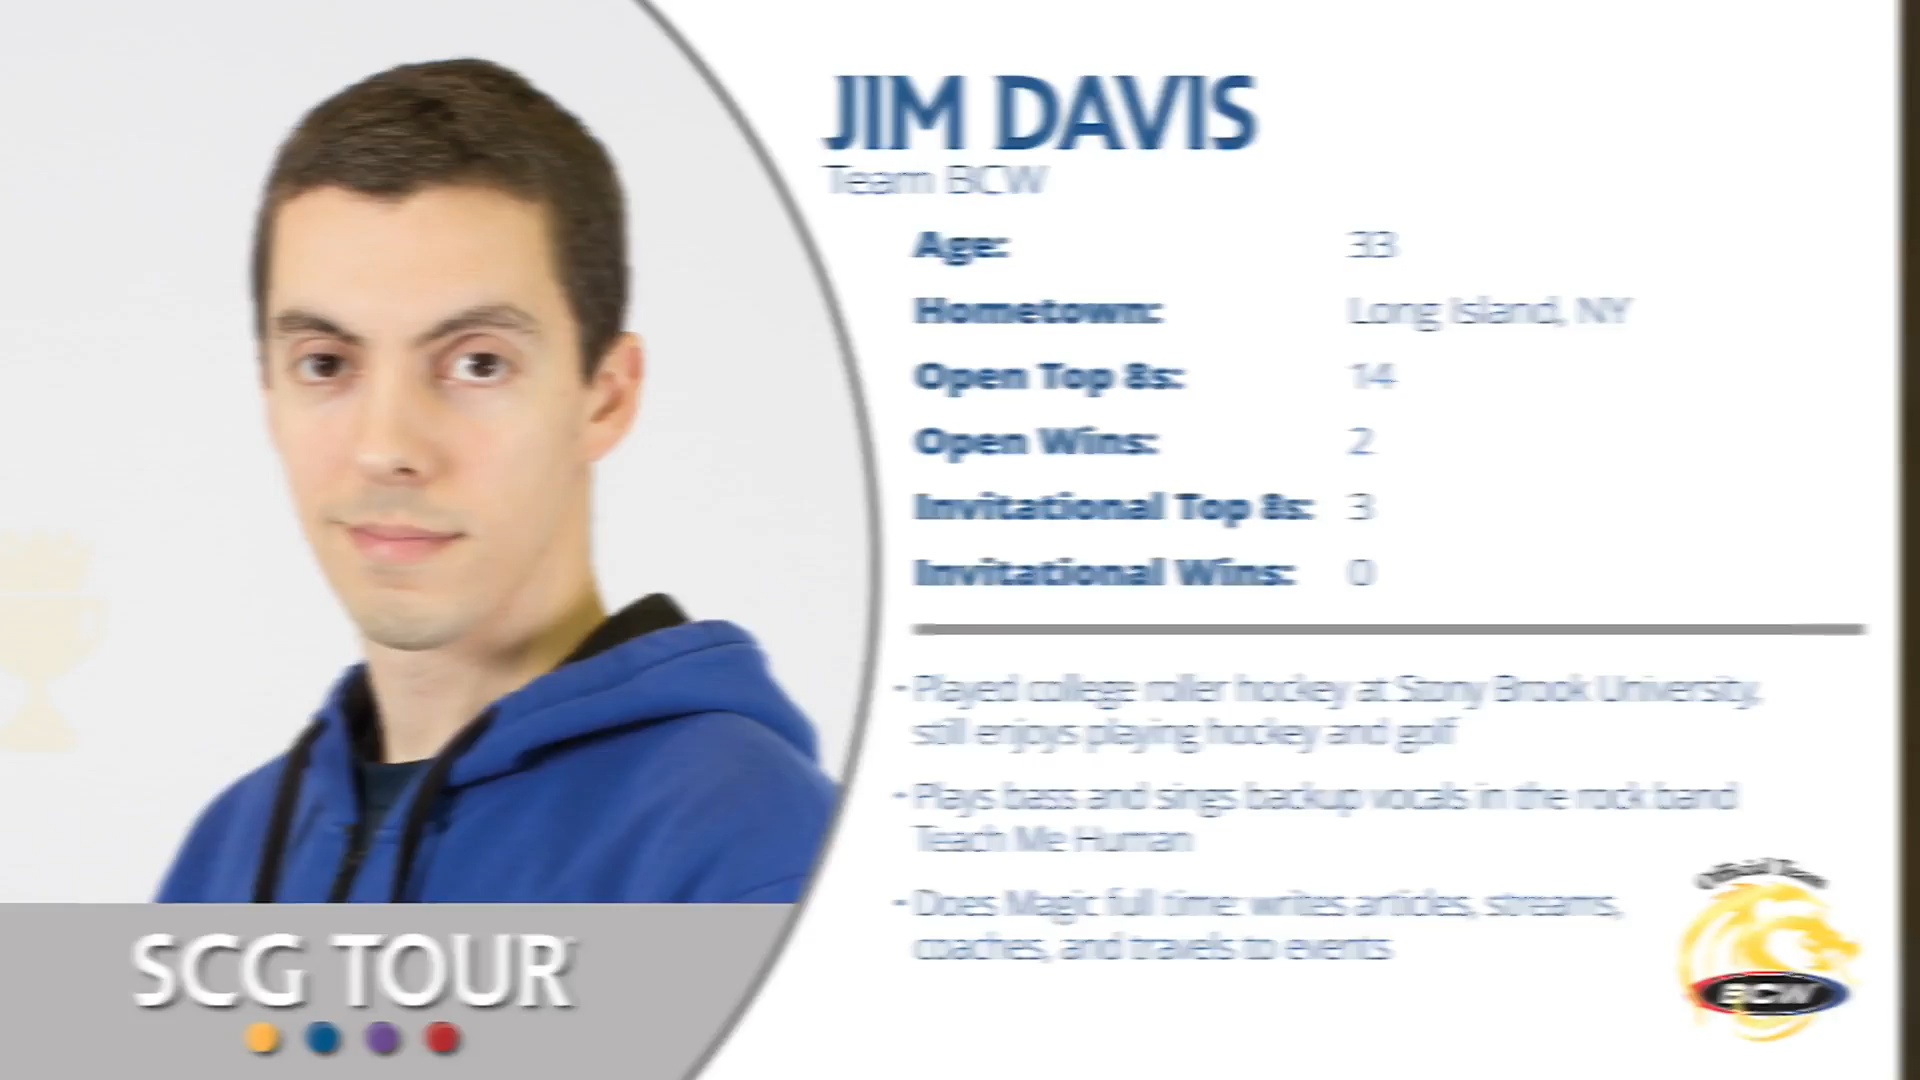 JIM DAVIS
Team BCW
Age: 33
Hometown: Long Island, NY
Open Top 8s: 14
Open Wins: 2
Invitational Top 8s: 3
Invitational Wins: 0
- Played college roller hockey at Stony Brook University,
still enjoys playing hockey and golf
- Plays bass and sings backup vocals in the rock band
Teach Me Human
- Does Magic full time: writes articles, streams,
coaches, and travels to events
Official Team
BCW
SCG TOUR